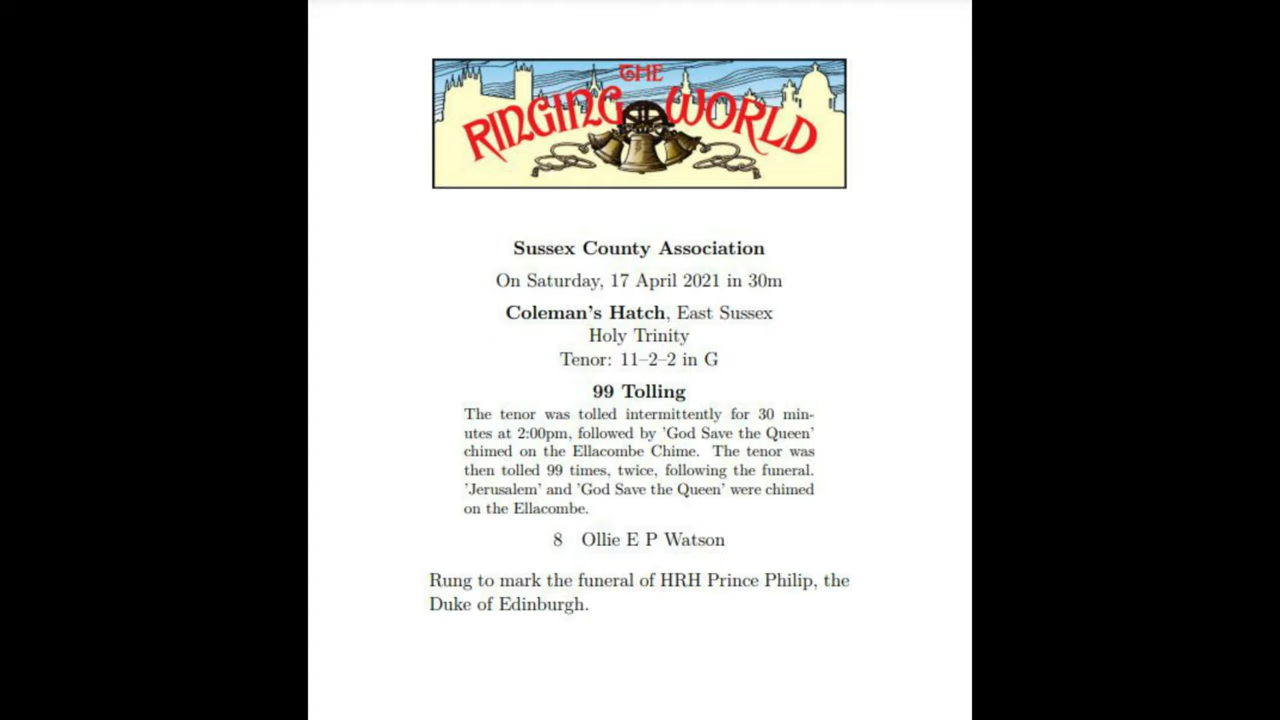 THE
RINGING WORLD
Sussex County Association
On Saturday, 17 April 2021 in 30m
Coleman's Hatch, East Sussex
Holy Trinity
Tenor: 11–2–2 in G
99 Tolling
The tenor was tolled intermittently for 30 min-
utes at 2:00pm, followed by 'God Save the Queen'
chimed on the Ellacombe Chime. The tenor was
then tolled 99 times, twice, following the funeral.
'Jerusalem' and 'God Save the Queen' were chimed
on the Ellacombe.
8 Ollie E P Watson
Rung to mark the funeral of HRH Prince Philip, the
Duke of Edinburgh.